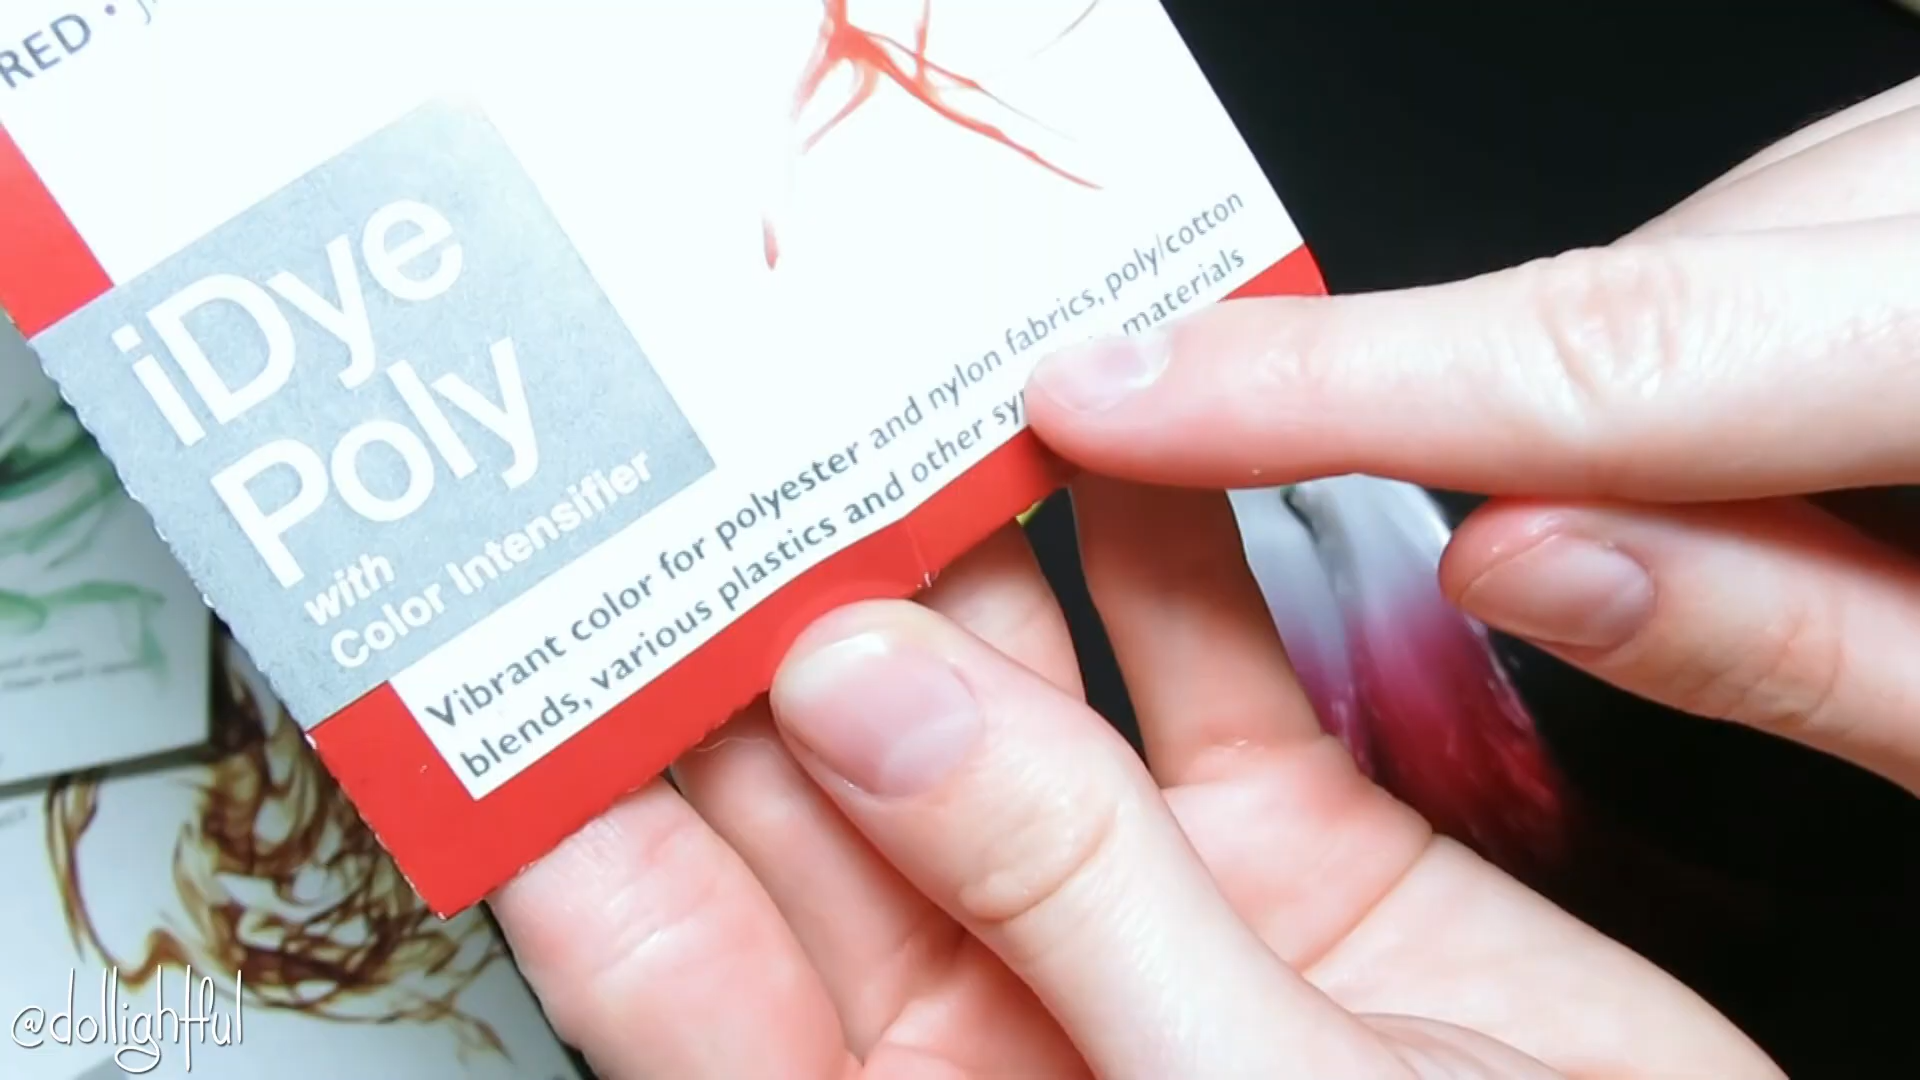 RED •
iDye
Poly
with
Color Intensifier
Vibrant color for polyester and nylon fabrics, poly/cotton
blends, various plastics and other materials
@dollightful